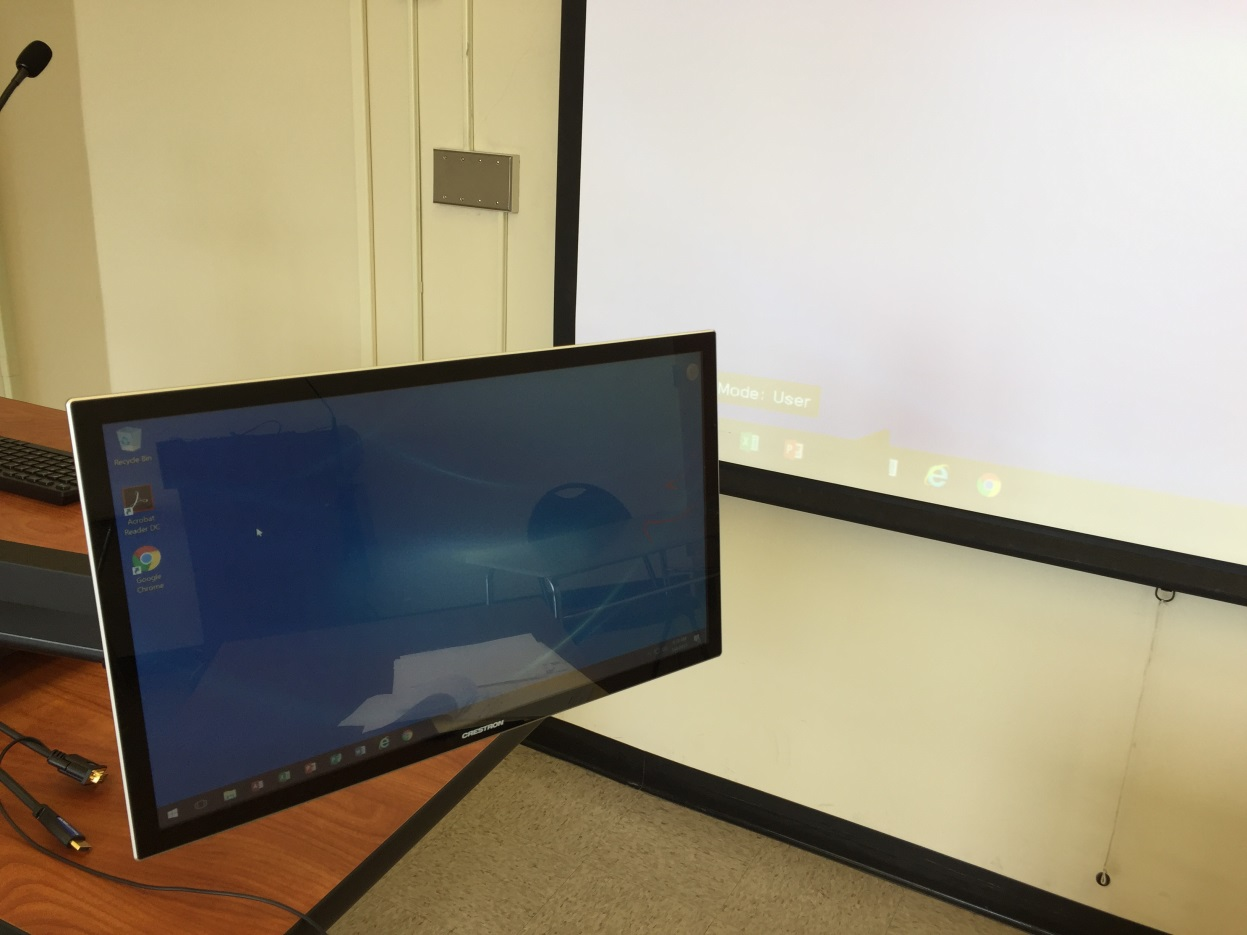 Mode: User
Recycle Bin
Acrobat
Reader DC
Google
Chrome
CRESTRON